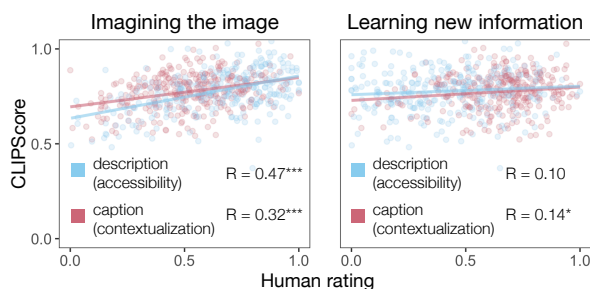 Imagining the image
Learning new information
CLIPScore
1.0
0.5
0.0
description
(accessibility)
R = 0.47***
caption
(contextualization)
R = 0.32***
description
(accessibility)
R = 0.10
caption
(contextualization)
R = 0.14*
0.0 0.5 1.0
0.0 0.5 1.0
Human rating